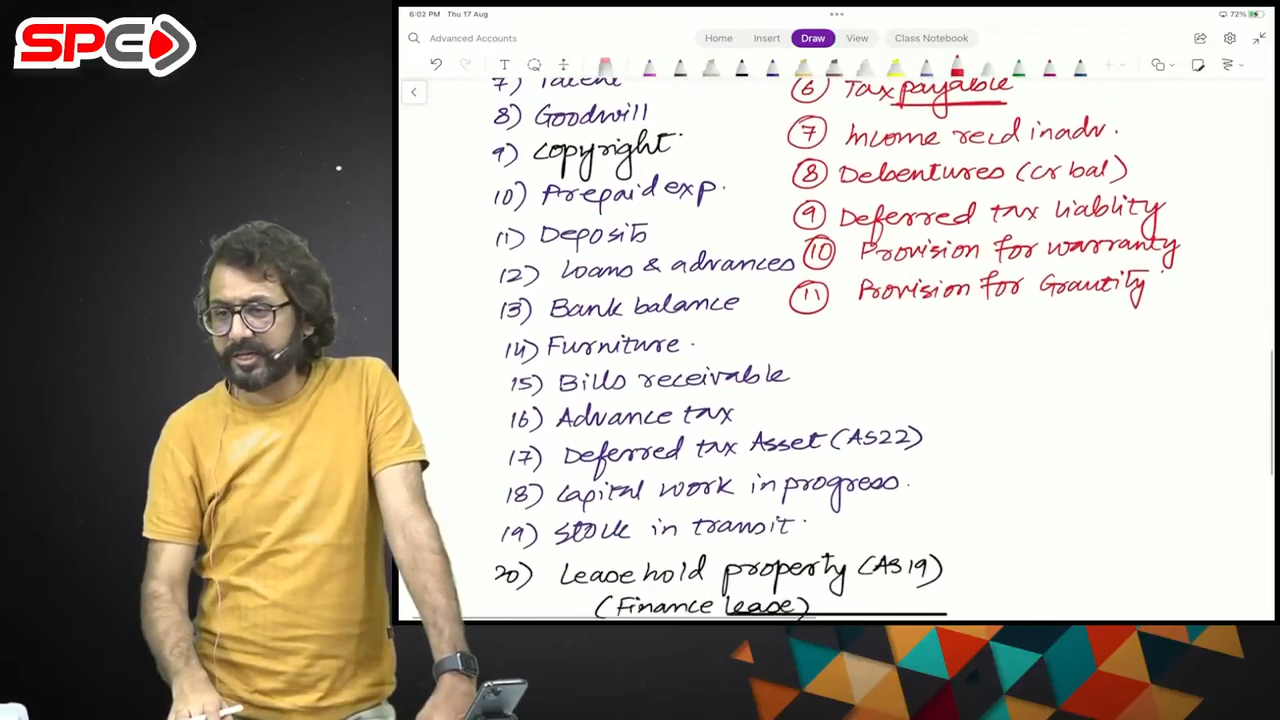 SPE
6:02 PM Thu 17 Aug
72%
Advanced Accounts
Home Insert Draw View Class Notebook
7)
8) Goodwill
9) Copyright
10) Prepaid exp.
11) Deposits
12) Loans & advances
13) Bank balance
14) Furniture
15) Bills receivable
16) Advance tax
17) Deferred tax Asset (AS22)
18) Capital work in progress
19) Stock in transit
20) Leasehold property (AS19)
(Finance lease)
6 Tax payable
7 Income recd in adv.
8 Debentures (cr bal)
9 Deferred tax liablity
10 Provision for warranty
11 Provision for Grautity